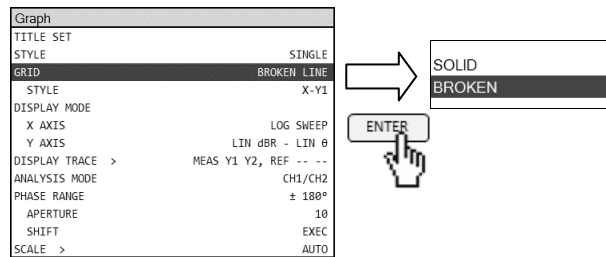 Graph
TITLE SET
STYLE SINGLE
GRID BROKEN LINE
STYLE X-Y1
DISPLAY MODE
X AXIS LOG SWEEP
Y AXIS LIN dBR - LIN θ
DISPLAY TRACE > MEAS Y1 Y2, REF -- --
ANALYSIS MODE CH1/CH2
PHASE RANGE ± 180°
APERTURE 10
SHIFT EXEC
SCALE > AUTO
SOLID
BROKEN
ENTER